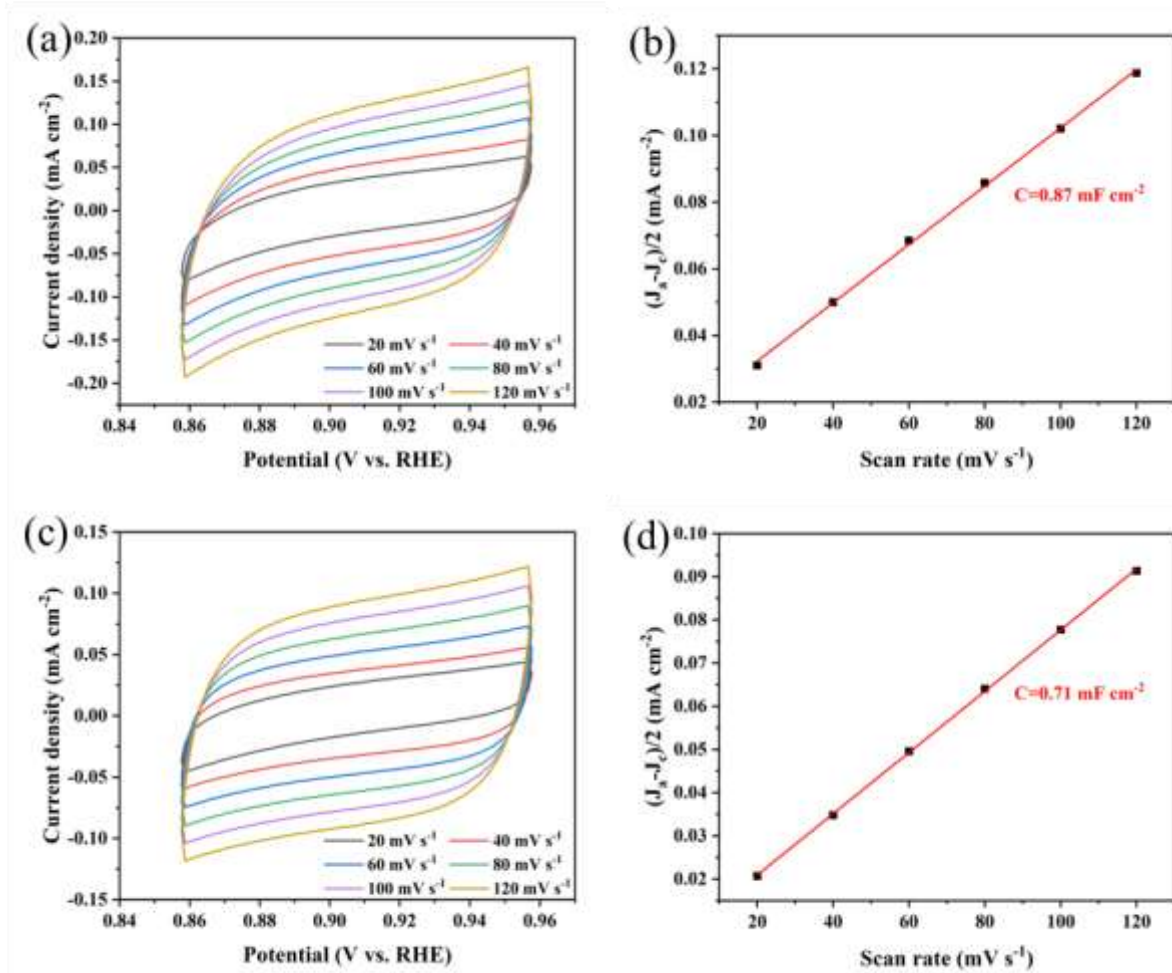 (a)
0.20
0.15
0.10
0.05
0.00
-0.05
-0.10
-0.15
-0.20
Current density (mA cm⁻²)
20 mV s⁻¹ 40 mV s⁻¹
60 mV s⁻¹ 80 mV s⁻¹
100 mV s⁻¹ 120 mV s⁻¹
0.84 0.86 0.88 0.90 0.92 0.94 0.96
Potential (V vs. RHE)
(b)
0.12
0.10
0.08
0.06
0.04
0.02
(Jₐ-J꜀)/2 (mA cm⁻²)
C=0.87 mF cm⁻²
20 40 60 80 100 120
Scan rate (mV s⁻¹)
(c)
0.15
0.10
0.05
0.00
-0.05
-0.10
-0.15
Current density (mA cm⁻²)
20 mV s⁻¹ 40 mV s⁻¹
60 mV s⁻¹ 80 mV s⁻¹
100 mV s⁻¹ 120 mV s⁻¹
0.84 0.86 0.88 0.90 0.92 0.94 0.96
Potential (V vs. RHE)
(d)
0.10
0.09
0.08
0.07
0.06
0.05
0.04
0.03
0.02
(Jₐ-J꜀)/2 (mA cm⁻²)
C=0.71 mF cm⁻²
20 40 60 80 100 120
Scan rate (mV s⁻¹)